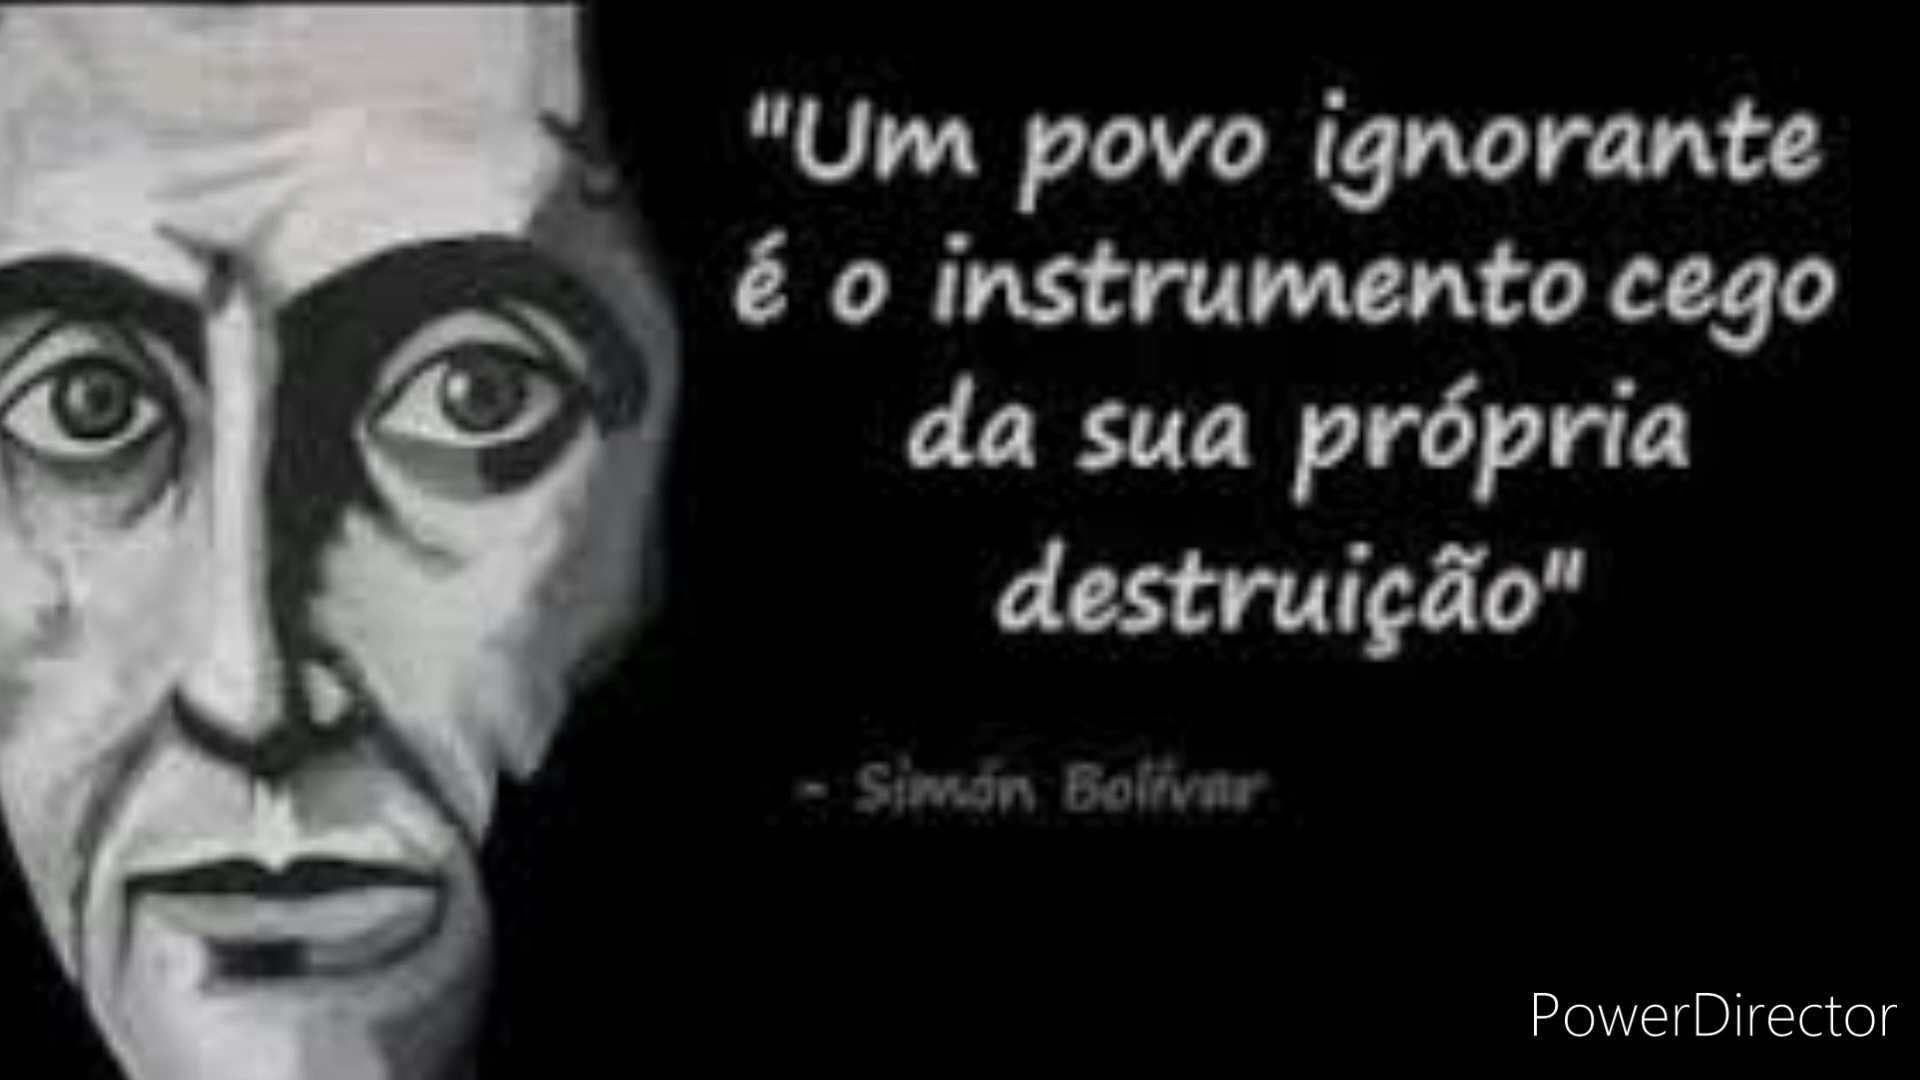 "Um povo ignorante
é o instrumento cego
da sua própria
destruição"
- Simón Bolívar
PowerDirector